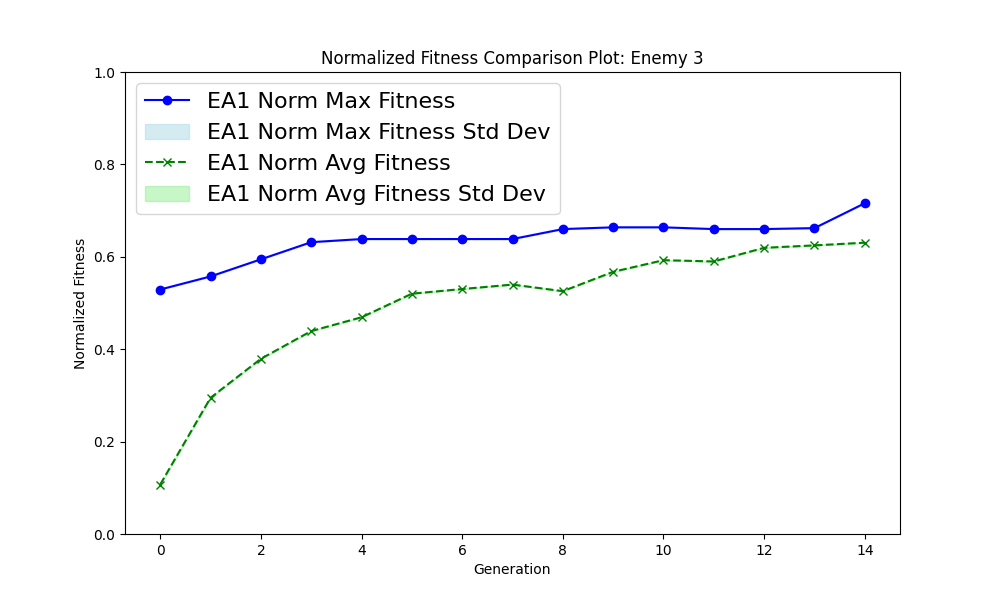 Normalized Fitness Comparison Plot: Enemy 3
EA1 Norm Max Fitness
EA1 Norm Max Fitness Std Dev
EA1 Norm Avg Fitness
EA1 Norm Avg Fitness Std Dev
Normalized Fitness
1.0
0.8
0.6
0.4
0.2
0.0
0 2 4 6 8 10 12 14
Generation